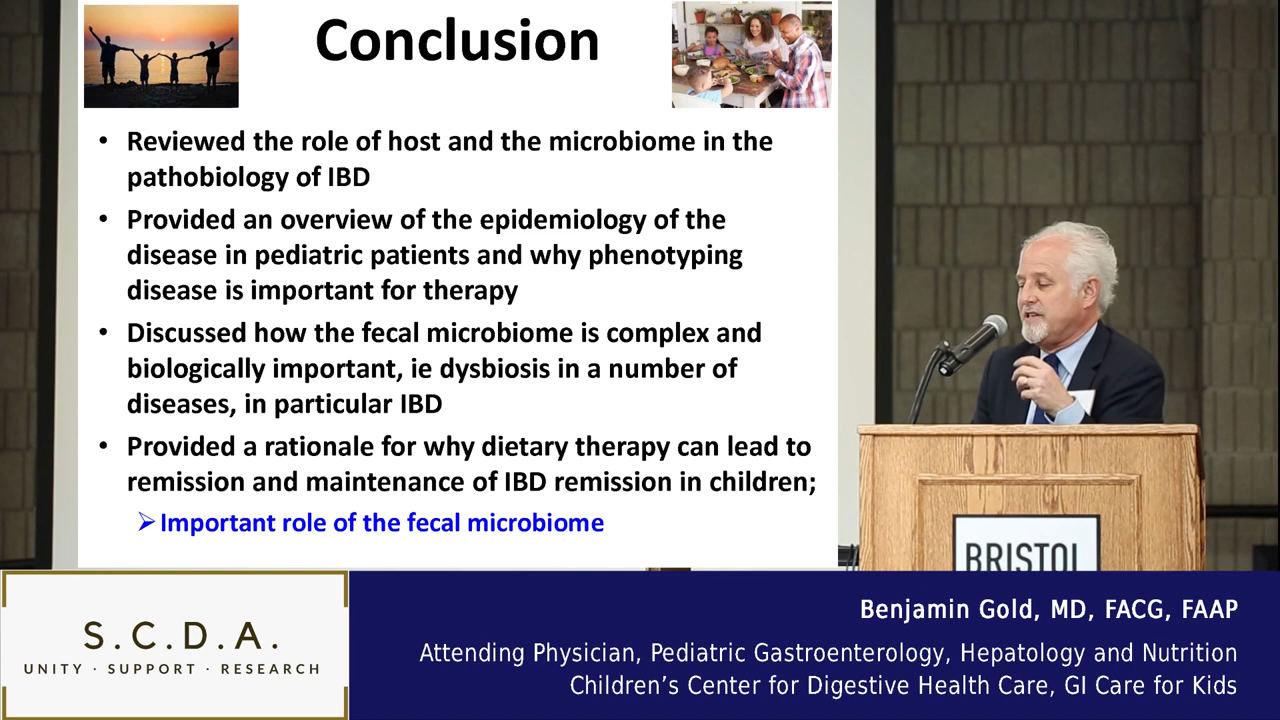 Conclusion
• Reviewed the role of host and the microbiome in the
pathobiology of IBD
• Provided an overview of the epidemiology of the
disease in pediatric patients and why phenotyping
disease is important for therapy
• Discussed how the fecal microbiome is complex and
biologically important, ie dysbiosis in a number of
diseases, in particular IBD
• Provided a rationale for why dietary therapy can lead to
remission and maintenance of IBD remission in children;
➢ Important role of the fecal microbiome
BRISTOL
S.C.D.A.
UNITY · SUPPORT · RESEARCH
Benjamin Gold, MD, FACG, FAAP
Attending Physician, Pediatric Gastroenterology, Hepatology and Nutrition
Children's Center for Digestive Health Care, GI Care for Kids